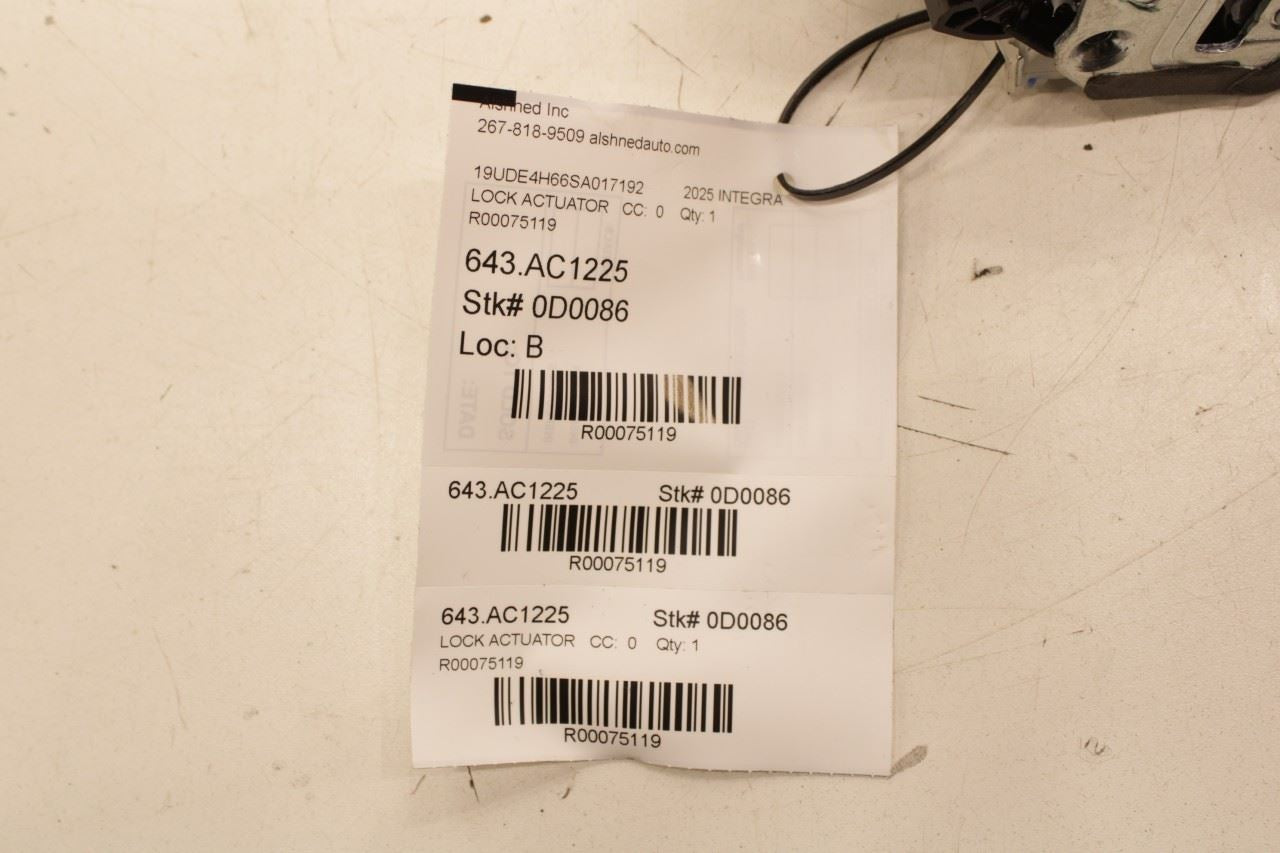 Alshned Inc
267-818-9509 alshnedauto.com
19UDE4H66SA017192 2025 INTEGRA
LOCK ACTUATOR CC: 0 Qty: 1
R00075119
643.AC1225
Stk# 0D0086
Loc: B
R00075119
643.AC1225 Stk# 0D0086
R00075119
643.AC1225 Stk# 0D0086
LOCK ACTUATOR CC: 0 Qty: 1
R00075119
R00075119